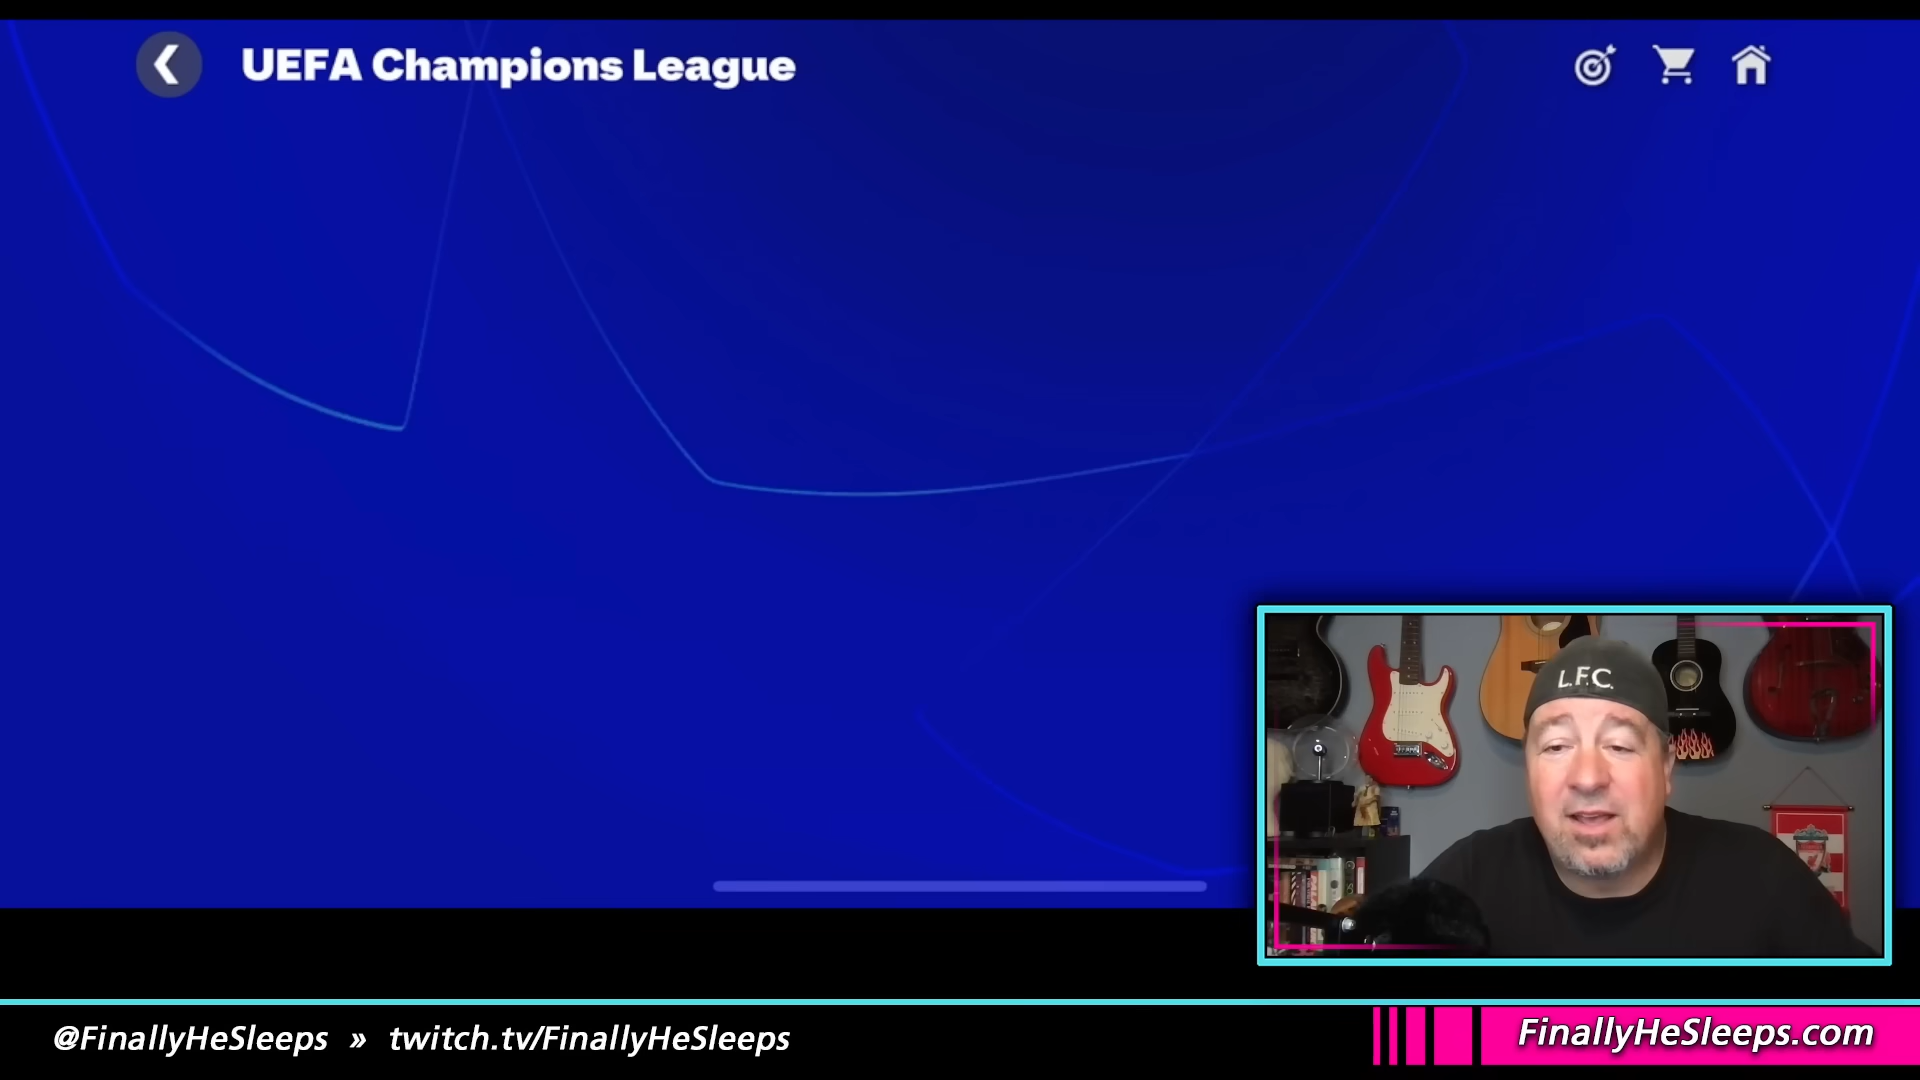 UEFA Champions League
L.F.C.
@FinallyHeSleeps » twitch.tv/FinallyHeSleeps
FinallyHeSleeps.com